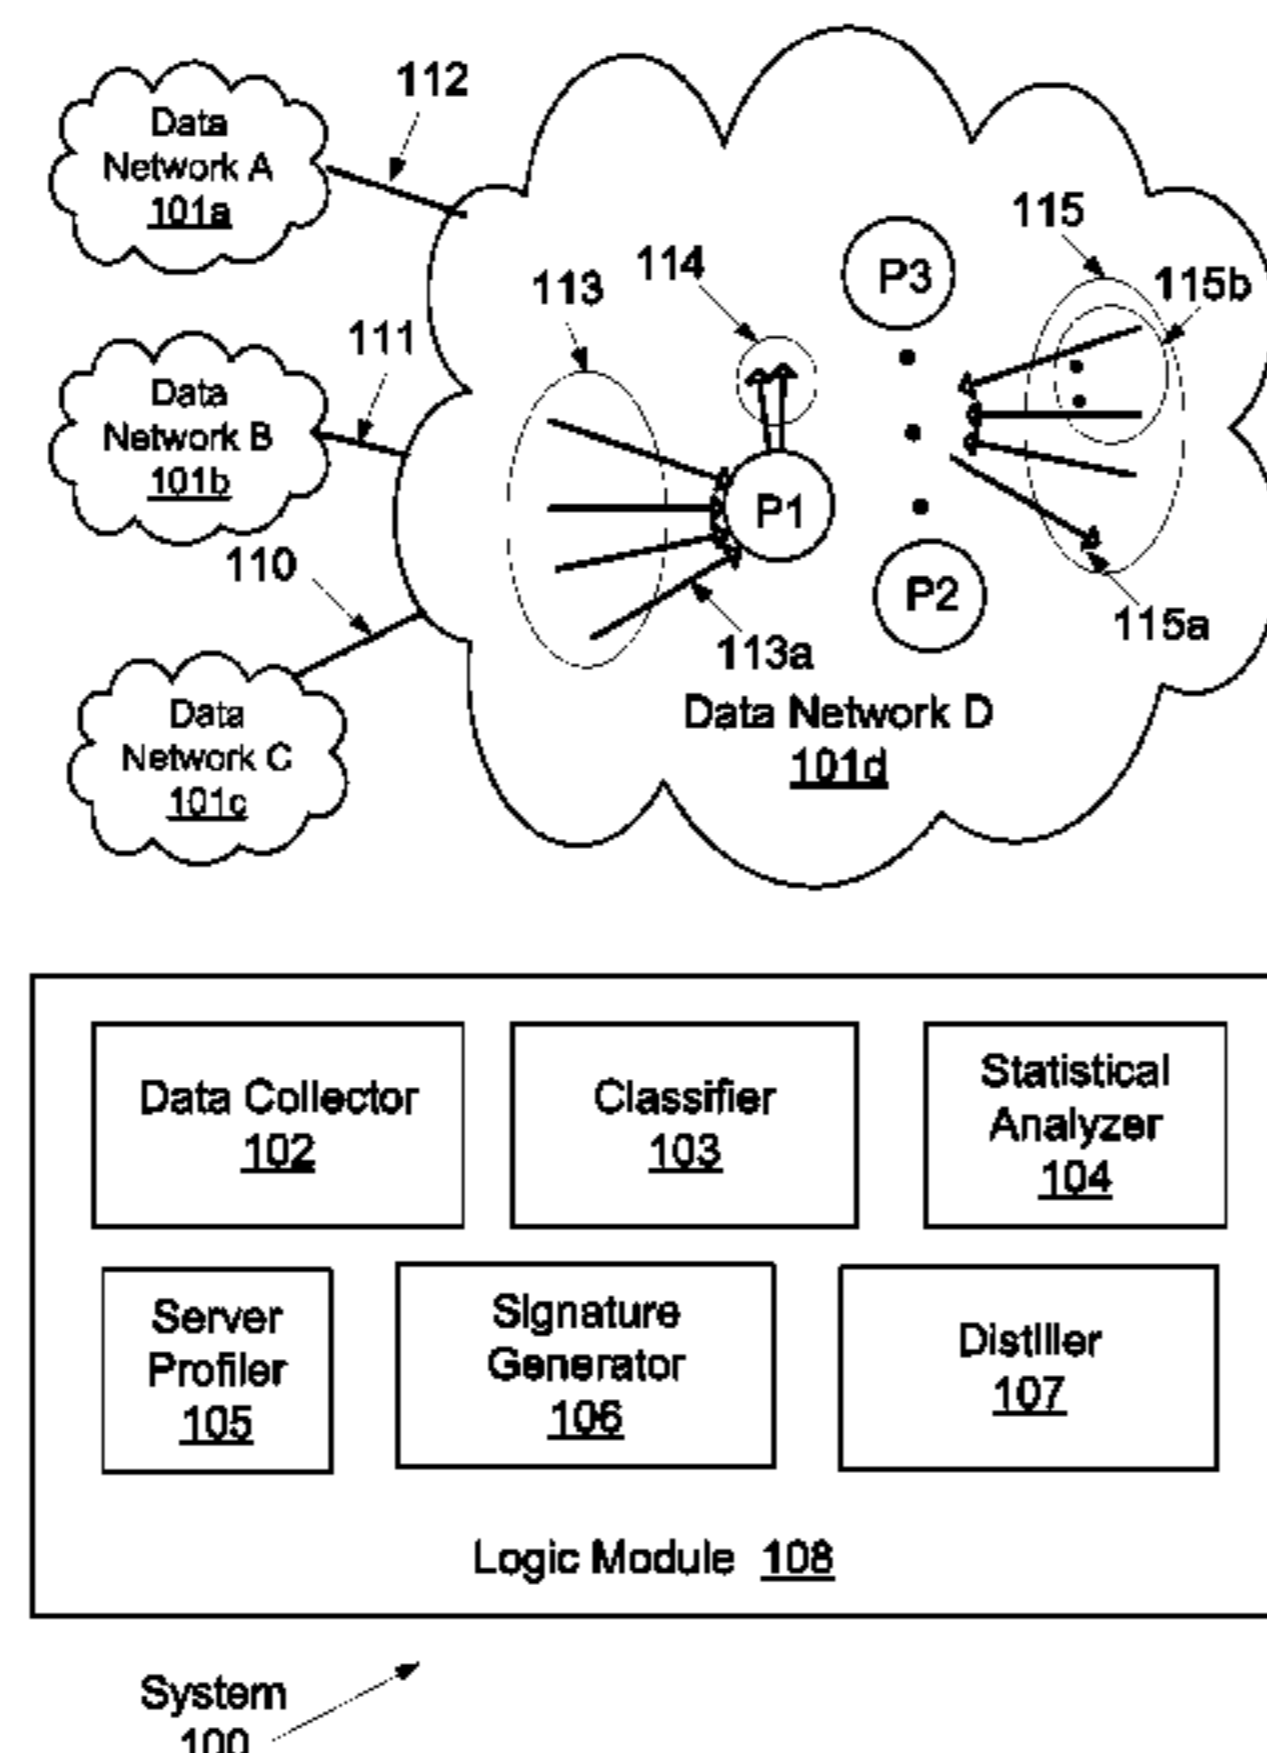 112
Data
Network A
101a
115
P3
114
115b
113
111
Data
Network B
101b
P1
110
P2
115a
113a
Data
Network C
101c
Data Network D
101d
Data Collector
102
Classifier
103
Statistical
Analyzer
104
Server
Profiler
105
Signature
Generator
106
Distiller
107
Logic Module 108
System
100